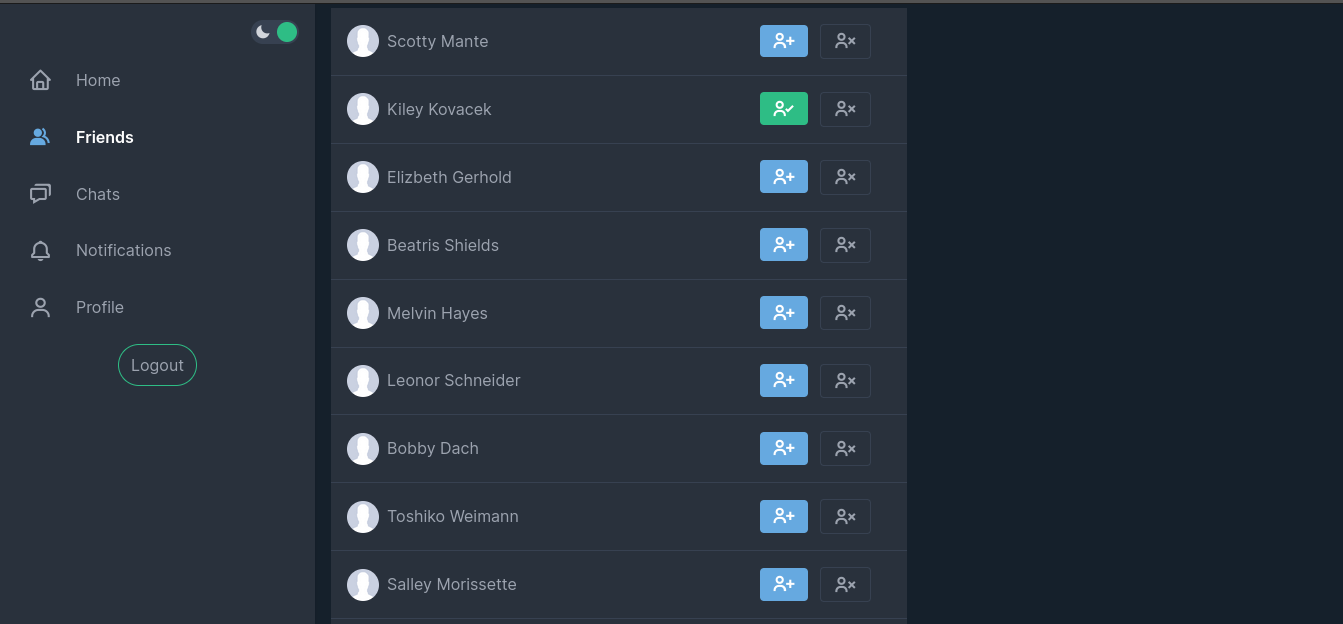 Home
Friends
Chats
Notifications
Profile
Logout
Scotty Mante
Kiley Kovacek
Elizbeth Gerhold
Beatris Shields
Melvin Hayes
Leonor Schneider
Bobby Dach
Toshiko Weimann
Salley Morissette